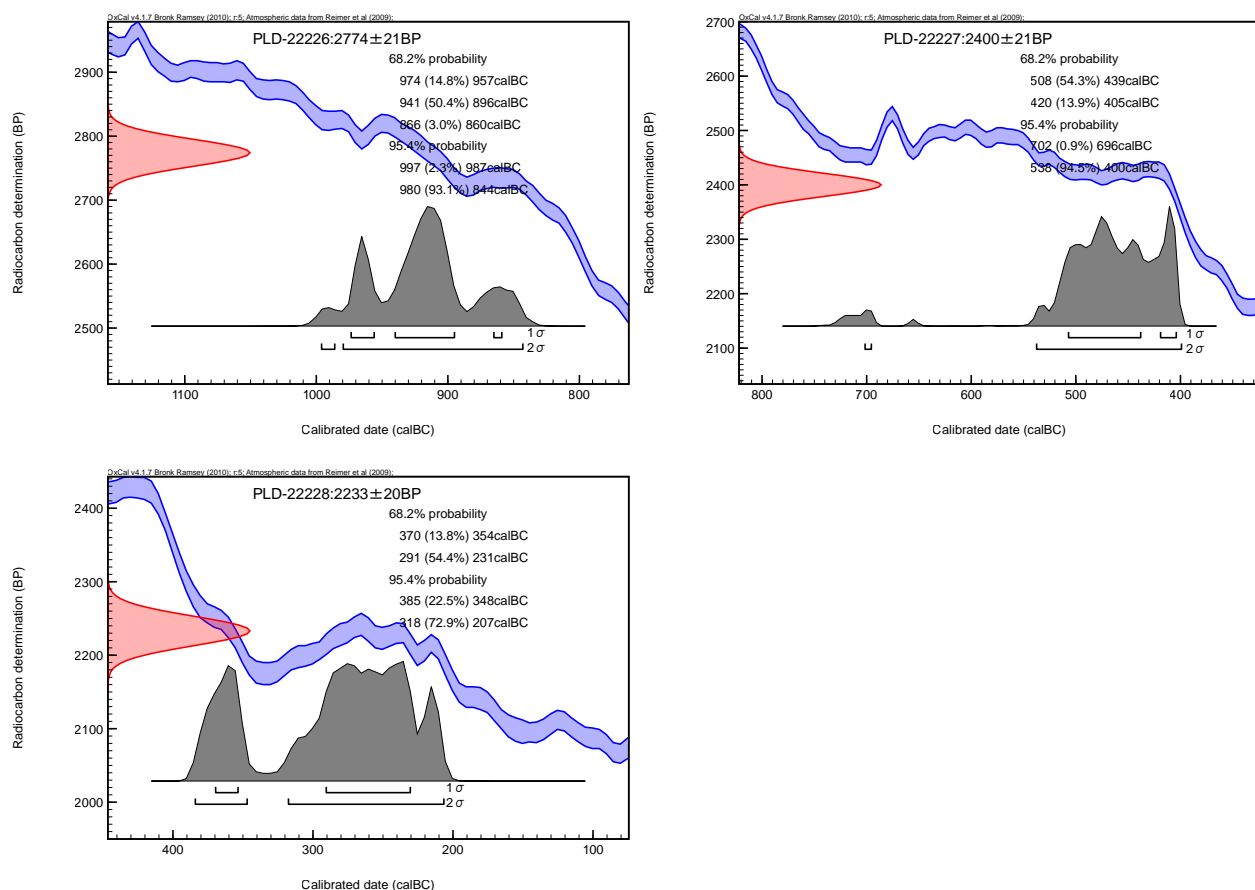 OxCal v4.1.7 Bronk Ramsey (2010); r:5; Atmospheric data from Reimer et al (2009);
PLD-22226:2774±21BP
68.2% probability
974 (14.8%) 957calBC
941 (50.4%) 896calBC
866 (3.0%) 860calBC
95.4% probability
997 (2.3%) 987calBC
980 (93.1%) 844calBC
Radiocarbon determination (BP)
2900
2800
2700
2600
2500
1 σ
2 σ
1100 1000 900 800
Calibrated date (calBC)
OxCal v4.1.7 Bronk Ramsey (2010); r:5; Atmospheric data from Reimer et al (2009);
PLD-22227:2400±21BP
68.2% probability
508 (54.3%) 439calBC
420 (13.9%) 405calBC
95.4% probability
702 (0.9%) 696calBC
538 (94.5%) 400calBC
Radiocarbon determination (BP)
2700
2600
2500
2400
2300
2200
2100
1 σ
2 σ
800 700 600 500 400
Calibrated date (calBC)
OxCal v4.1.7 Bronk Ramsey (2010); r:5; Atmospheric data from Reimer et al (2009);
PLD-22228:2233±20BP
68.2% probability
370 (13.8%) 354calBC
291 (54.4%) 231calBC
95.4% probability
385 (22.5%) 348calBC
318 (72.9%) 207calBC
Radiocarbon determination (BP)
2400
2300
2200
2100
2000
1 σ
2 σ
400 300 200 100
Calibrated date (calBC)